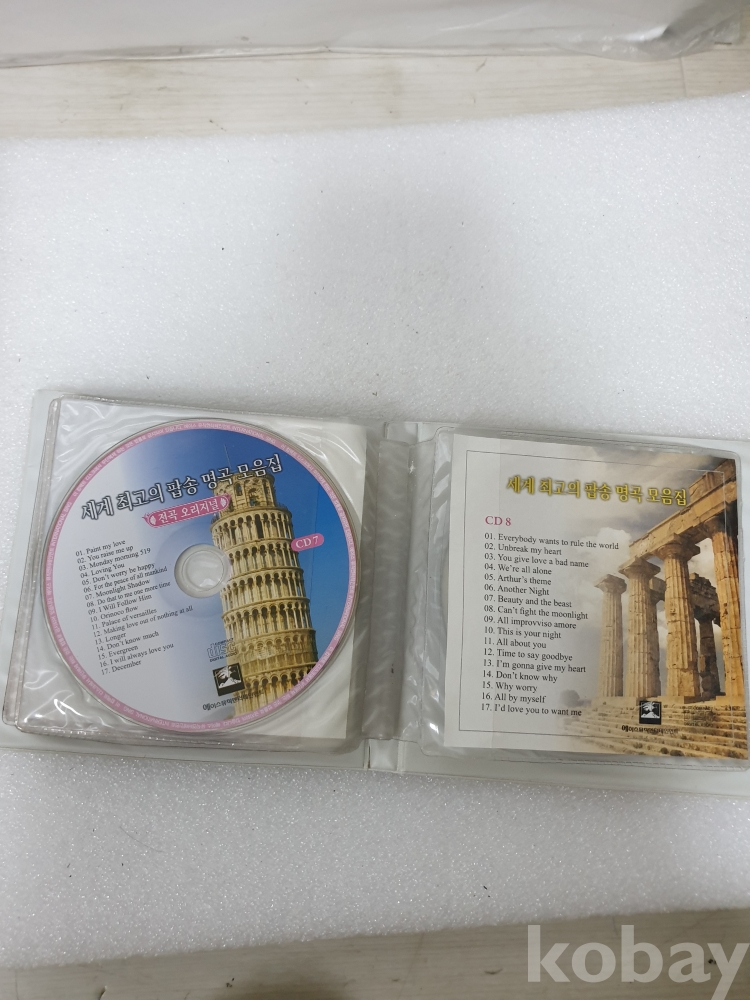 세계 최고의 팝송 명곡 모음집
전곡 오리지널
CD 7
01. Paint my love
02. You raise me up
03. Monday morning 519
04. Loving You
05. Don't worry be happy
06. For the peace of all mankind
07. Moonlight Shadow
08. Do that to me one more time
09. I Will Follow Him
10. Orinoco flow
11. Palace of versailles
12. Making love out of nothing at all
13. Longer
14. Don't know much
15. Evergreen
16. I will always love you
17. December
세계 최고의 팝송 명곡 모음집
CD 8
01. Everybody wants to rule the world
02. Unbreak my heart
03. You give love a bad name
04. We're all alone
05. Arthur's theme
06. Another Night
07. Beauty and the beast
08. Can't fight the moonlight
09. All improvviso amore
10. This is your night
11. All about you
12. Time to say goodbye
13. I'm gonna give my heart
14. Don't know why
15. Why worry
16. All by myself
17. I'd love you to want me
kobay